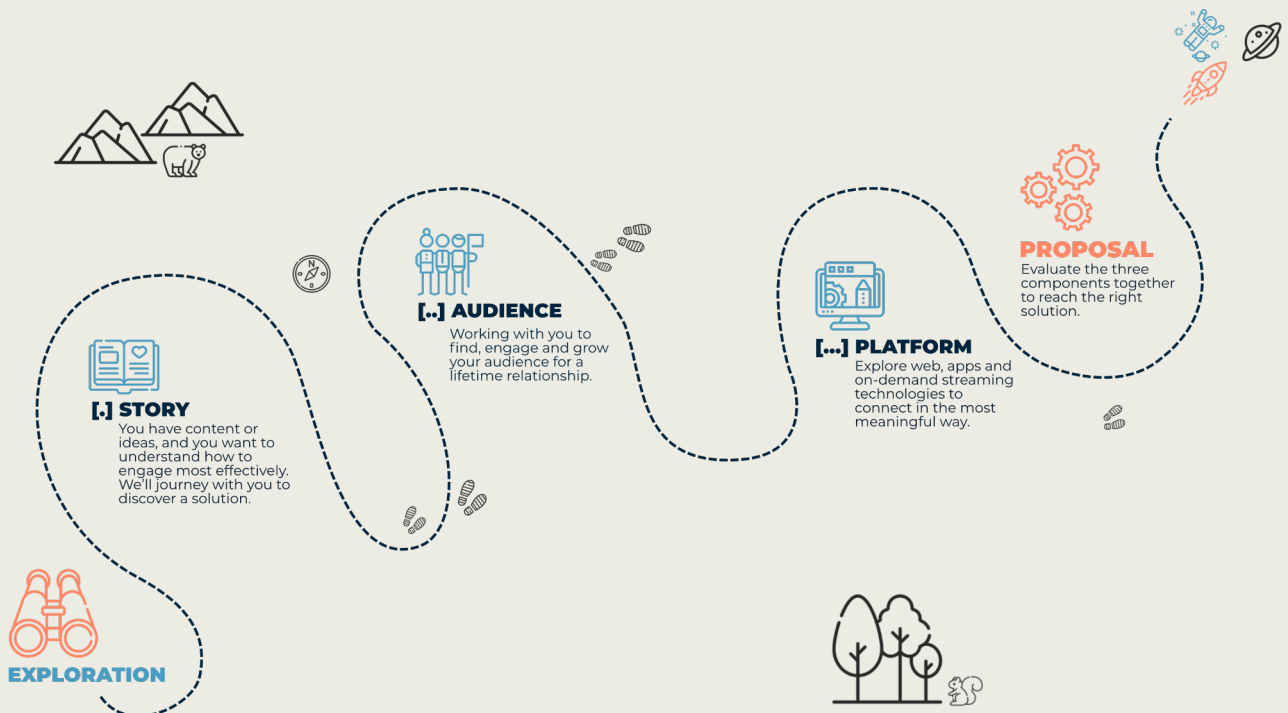 EXPLORATION
[.] STORY
You have content or
ideas, and you want to
understand how to
engage most effectively.
We'll journey with you to
discover a solution.
N
[..] AUDIENCE
Working with you to
find, engage and grow
your audience for a
lifetime relationship.
[...] PLATFORM
Explore web, apps and
on-demand streaming
technologies to
connect in the most
meaningful way.
PROPOSAL
Evaluate the three
components together
to reach the right
solution.